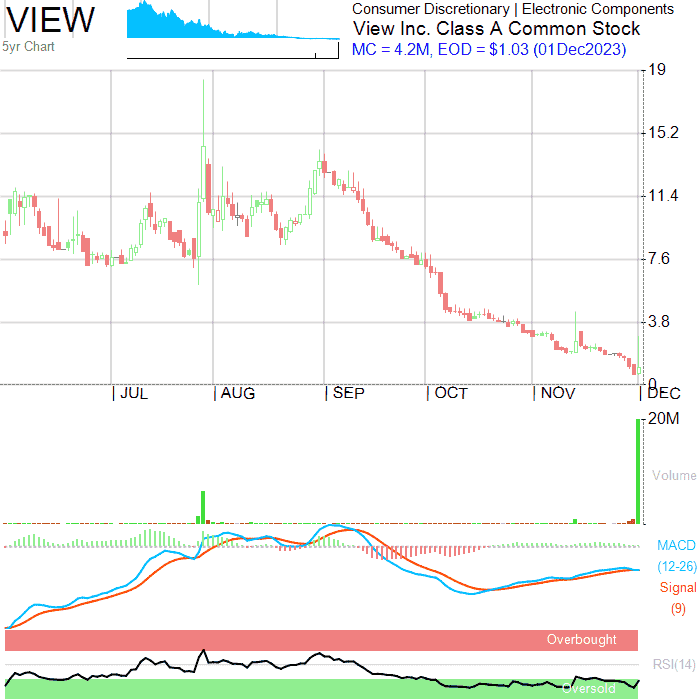 VIEW
5yr Chart
Consumer Discretionary | Electronic Components
View Inc. Class A Common Stock
MC = 4.2M, EOD = $1.03 (01Dec2023)
19
15.2
11.4
7.6
3.8
0
| JUL | AUG | SEP | OCT | NOV | DEC
20M
Volume
MACD
(12-26)
Signal
(9)
Overbought
RSI(14)
Oversold